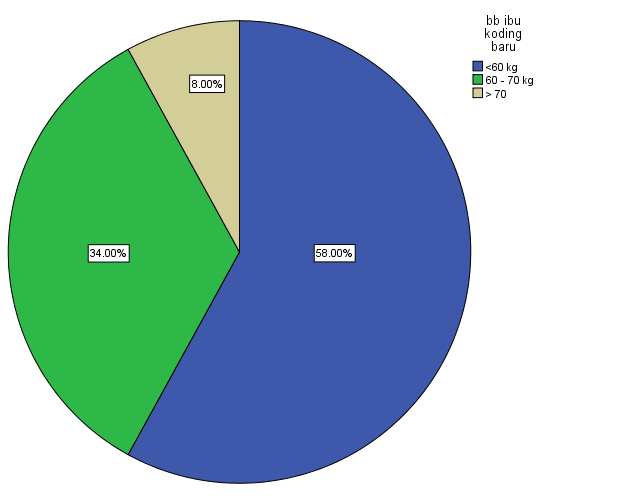 bb ibu
koding
baru
<60 kg
60 - 70 kg
> 70
8.00%
34.00%
58.00%